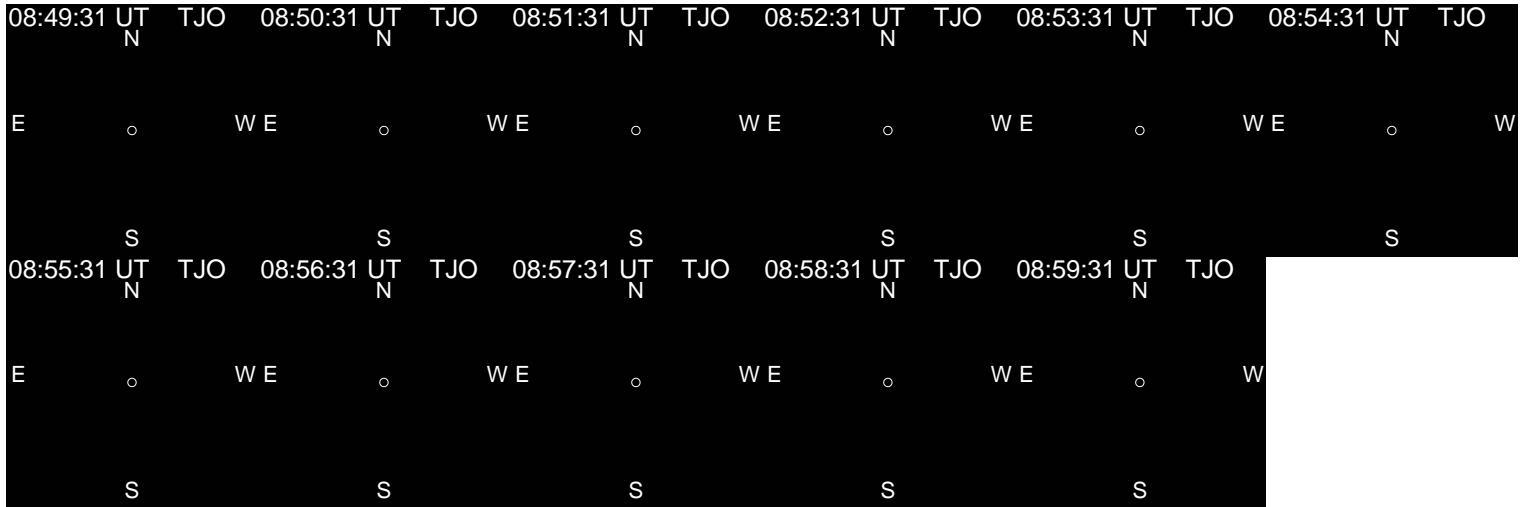 08:49:31 UT TJO 08:50:31 UT TJO 08:51:31 UT TJO 08:52:31 UT TJO 08:53:31 UT TJO 08:54:31 UT TJO
N N N N N N
E W E W E W E W E W E W
S S S S S S
08:55:31 UT TJO 08:56:31 UT TJO 08:57:31 UT TJO 08:58:31 UT TJO 08:59:31 UT TJO
N N N N N
E W E W E W E W E W
S S S S S